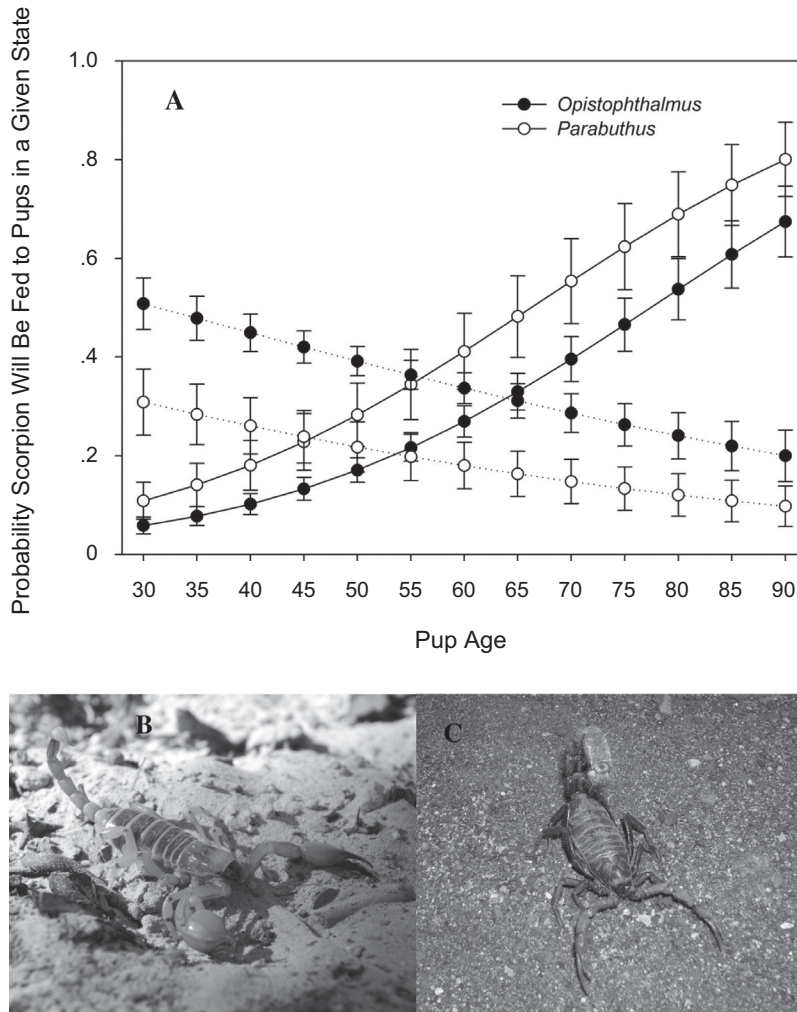 Probability Scorpion Will Be Fed to Pups in a Given State
1.0
.8
.6
.4
.2
0
A
Opistophthalmus
Parabuthus
30 35 40 45 50 55 60 65 70 75 80 85 90
Pup Age
B
C